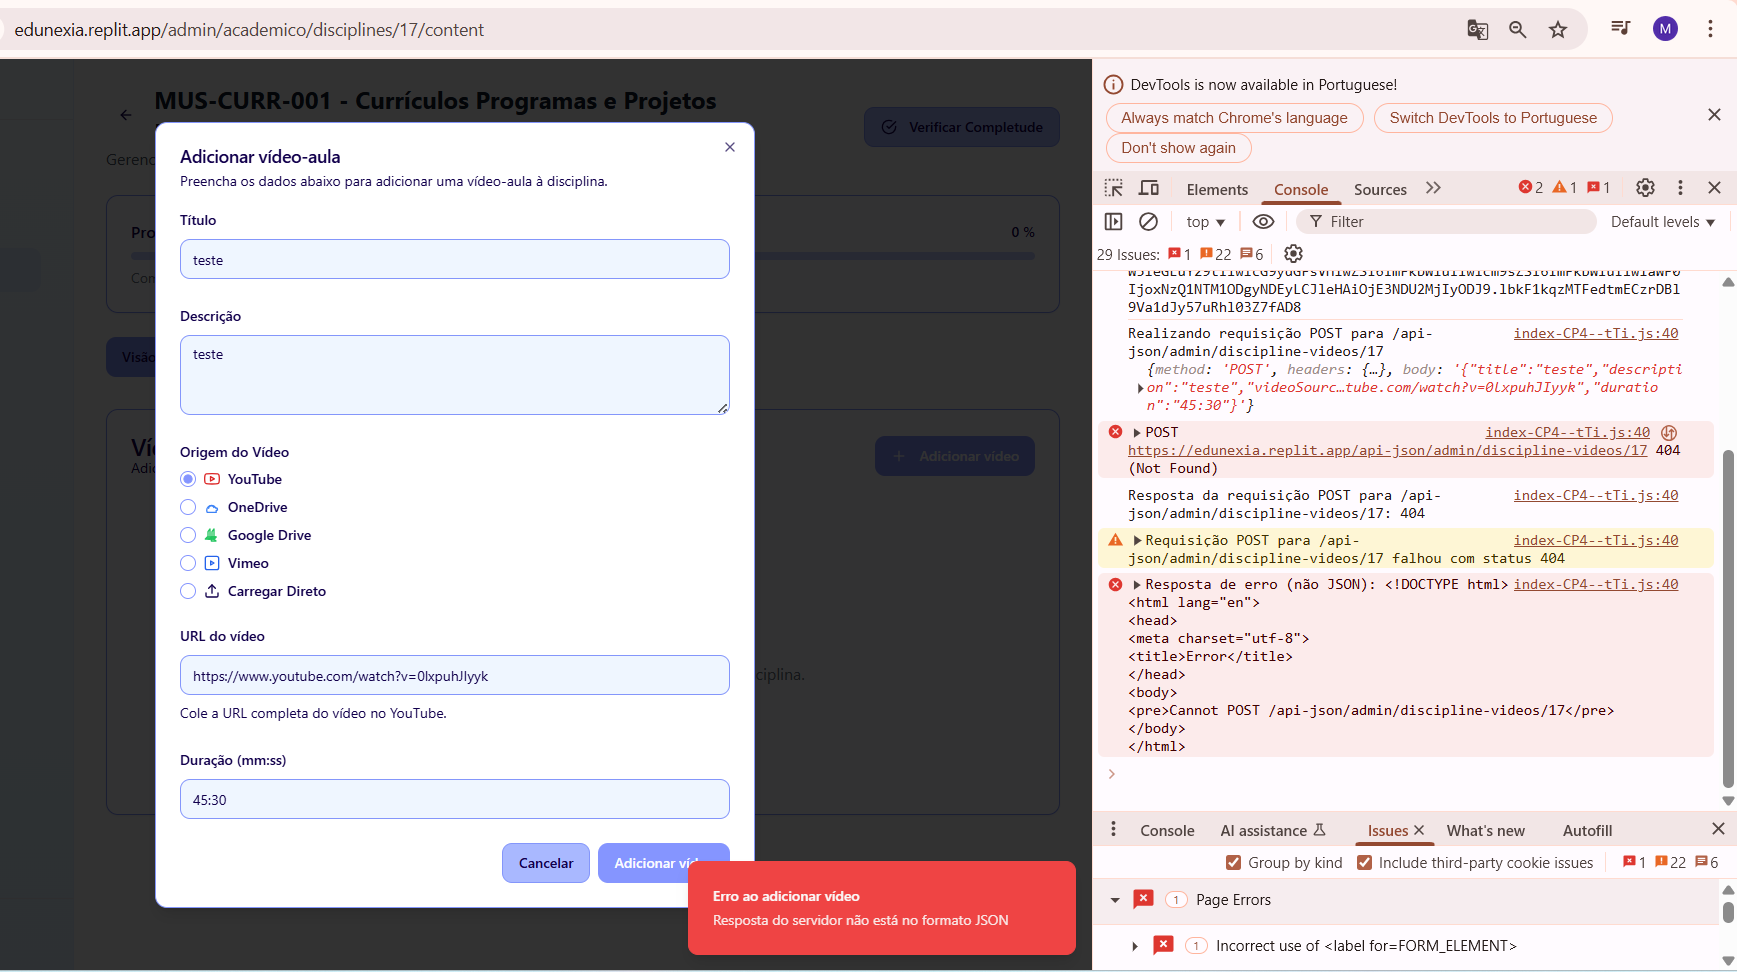 edunexia.replit.app/admin/academico/disciplines/17/content
M
MUS-CURR-001 - Currículos Programas e Projetos
Verificar Completude
Gerenc
Pro
0 %
Con
Visão
Víd
Adic
Adicionar vídeo
ciplina.
Adicionar vídeo-aula
Preencha os dados abaixo para adicionar uma vídeo-aula à disciplina.
Título
teste
Descrição
teste
Origem do Vídeo
YouTube
OneDrive
Google Drive
Vimeo
Carregar Direto
URL do vídeo
https://www.youtube.com/watch?v=0lxpuhJIyyk
Cole a URL completa do vídeo no YouTube.
Duração (mm:ss)
45:30
Cancelar
Adicionar víd
Erro ao adicionar vídeo
Resposta do servidor não está no formato JSON
DevTools is now available in Portuguese!
Always match Chrome's language
Switch DevTools to Portuguese
Don't show again
Elements
Console
Sources
2
1
1
top
Filter
Default levels
29 Issues:
1
22
6
9Va1dJy57uRhl03Z7fAD8
Realizando requisição POST para /api-
index-CP4--tTi.js:40
json/admin/discipline-videos/17
{method: 'POST', headers: {…}, body: '{"title":"teste","descripti
on":"teste","videoSourc…tube.com/watch?v=0lxpuhJIyyk","duratio
n":"45:30"}'}
POST
index-CP4--tTi.js:40
https://edunexia.replit.app/api-json/admin/discipline-videos/17 404
(Not Found)
Resposta da requisição POST para /api-
index-CP4--tTi.js:40
json/admin/discipline-videos/17: 404
Requisição POST para /api-
index-CP4--tTi.js:40
json/admin/discipline-videos/17 falhou com status 404
Resposta de erro (não JSON): <!DOCTYPE html>
index-CP4--tTi.js:40
<html lang="en">
<head>
<meta charset="utf-8">
<title>Error</title>
</head>
<body>
<pre>Cannot POST /api-json/admin/discipline-videos/17</pre>
</body>
</html>
Console
AI assistance
Issues
What's new
Autofill
Group by kind
Include third-party cookie issues
1
22
6
1
Page Errors
1
Incorrect use of <label for=FORM_ELEMENT>